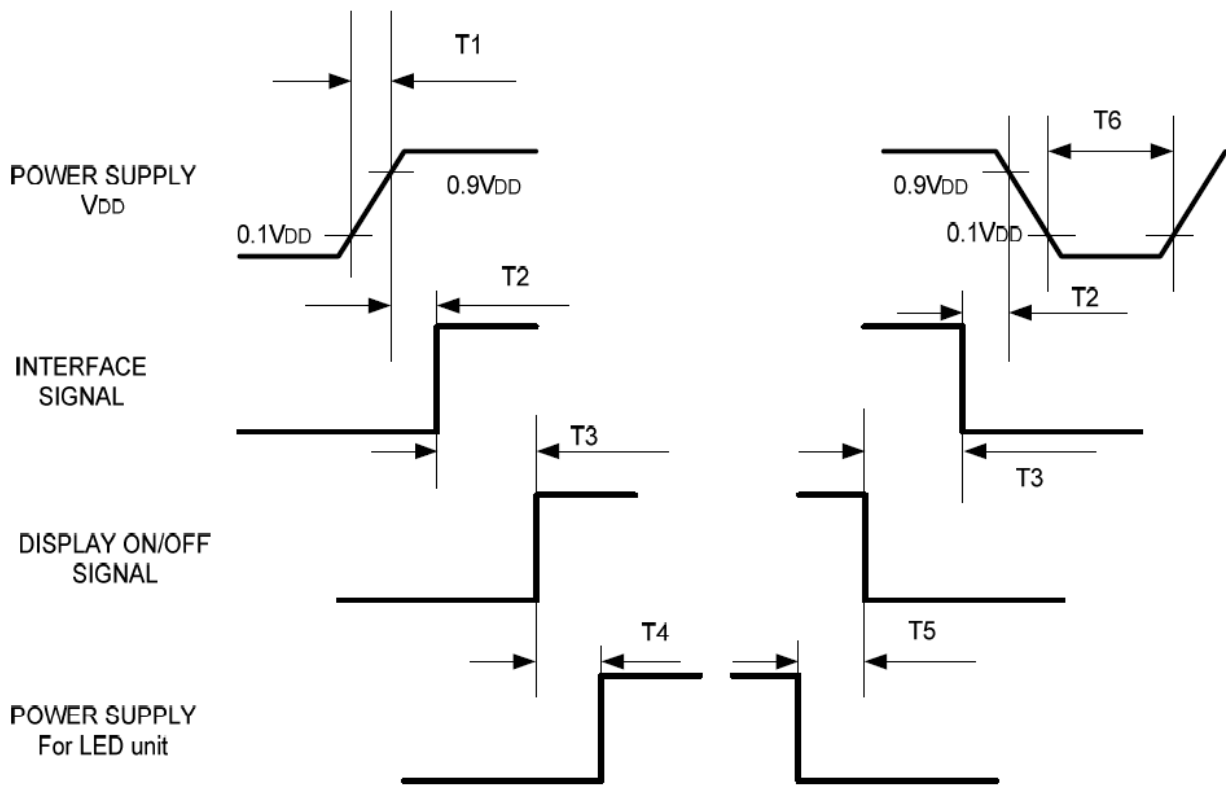 T1
T6
POWER SUPPLY
VDD
0.9VDD
0.9VDD
0.1VDD
0.1VDD
T2
T2
INTERFACE
SIGNAL
T3
T3
DISPLAY ON/OFF
SIGNAL
T4
T5
POWER SUPPLY
For LED unit